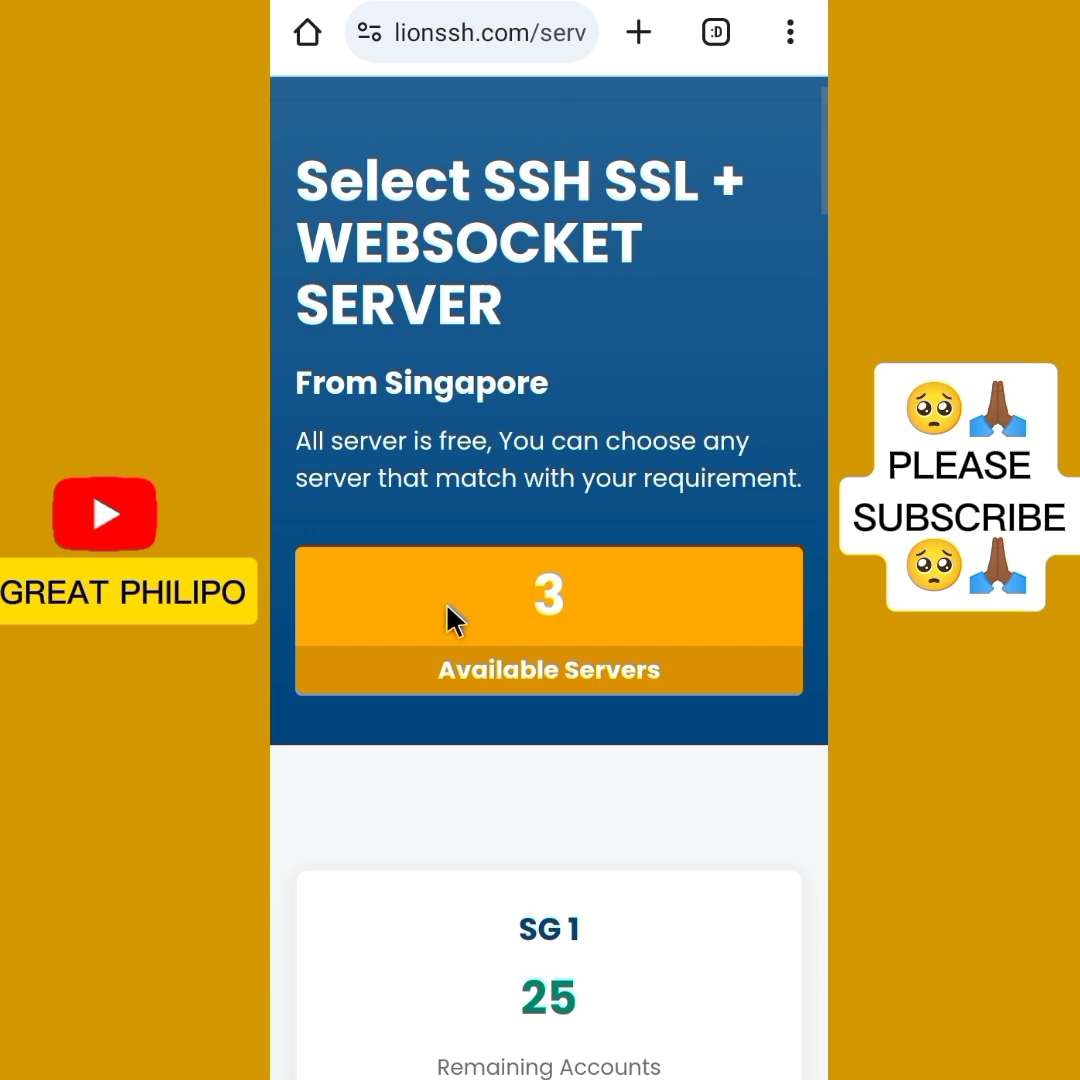 :D
lionssh.com/serv
Select SSH SSL +
WEBSOCKET
SERVER
From Singapore
All server is free, You can choose any
server that match with your requirement.
3
Available Servers
SG 1
25
Remaining Accounts
GREAT PHILIPO
PLEASE
SUBSCRIBE